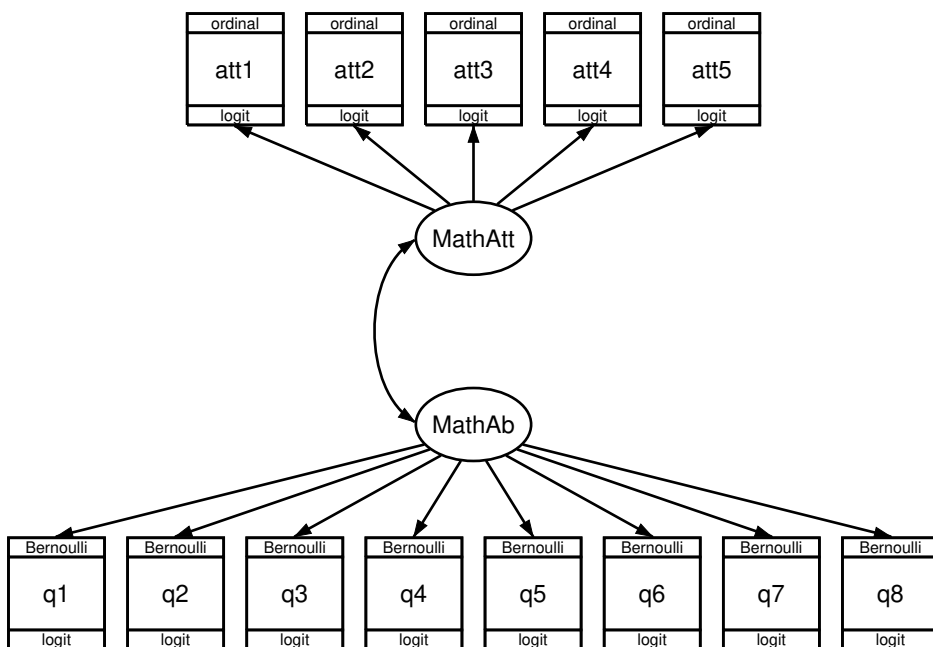 ordinal ordinal ordinal ordinal ordinal
att1 att2 att3 att4 att5
logit logit logit logit logit
MathAtt
MathAb
Bernoulli Bernoulli Bernoulli Bernoulli Bernoulli Bernoulli Bernoulli Bernoulli
q1 q2 q3 q4 q5 q6 q7 q8
logit logit logit logit logit logit logit logit